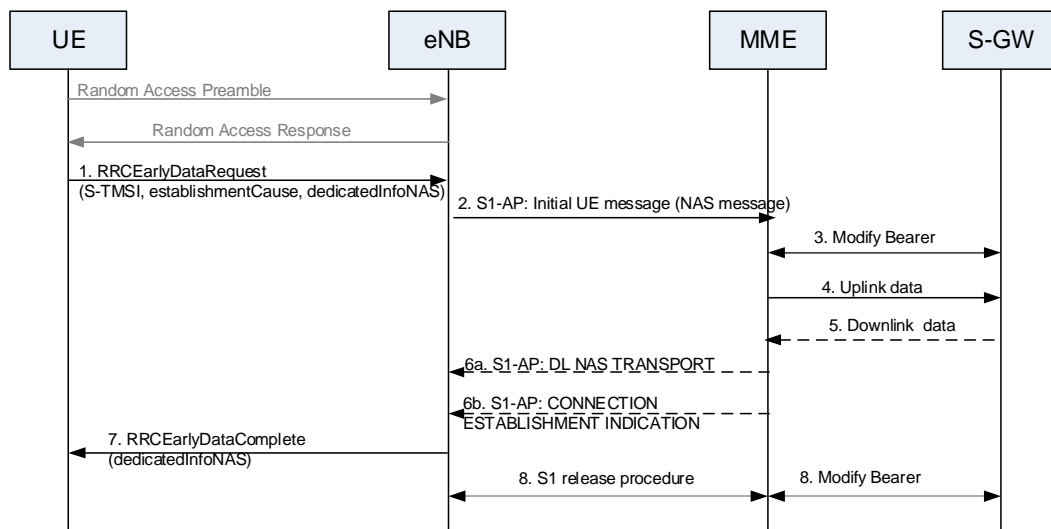 UE eNB MME S-GW
Random Access Preamble
Random Access Response
1. RRCEarlyDataRequest
(S-TMSI, establishmentCause, dedicatedInfoNAS)
2. S1-AP: Initial UE message (NAS message)
3. Modify Bearer
4. Uplink data
5. Downlink data
6a. S1-AP: DL NAS TRANSPORT
6b. S1-AP: CONNECTION
ESTABLISHMENT INDICATION
7. RRCEarlyDataComplete
(dedicatedInfoNAS)
8. S1 release procedure 8. Modify Bearer